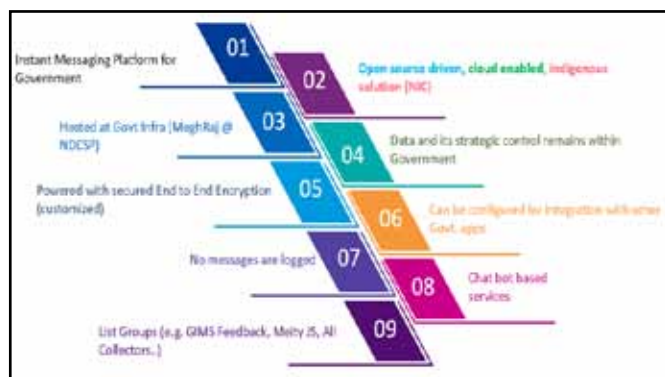 01
Instant Messaging Platform for
Government
02
Open source driven, cloud enabled, indigenous
solution (NIC)
03
Hosted at Govt Infra (MeghRaj @
NDCSP)
04
Data and its strategic control remains within
Government
05
Powered with secured End to End Encryption
(customized)
06
Can be configured for integration with other
Govt. apps
07
No messages are logged
08
Chat bot based
services
09
List Groups (e.g. GIMS Feedback, Meity JS, All
Collectors..)